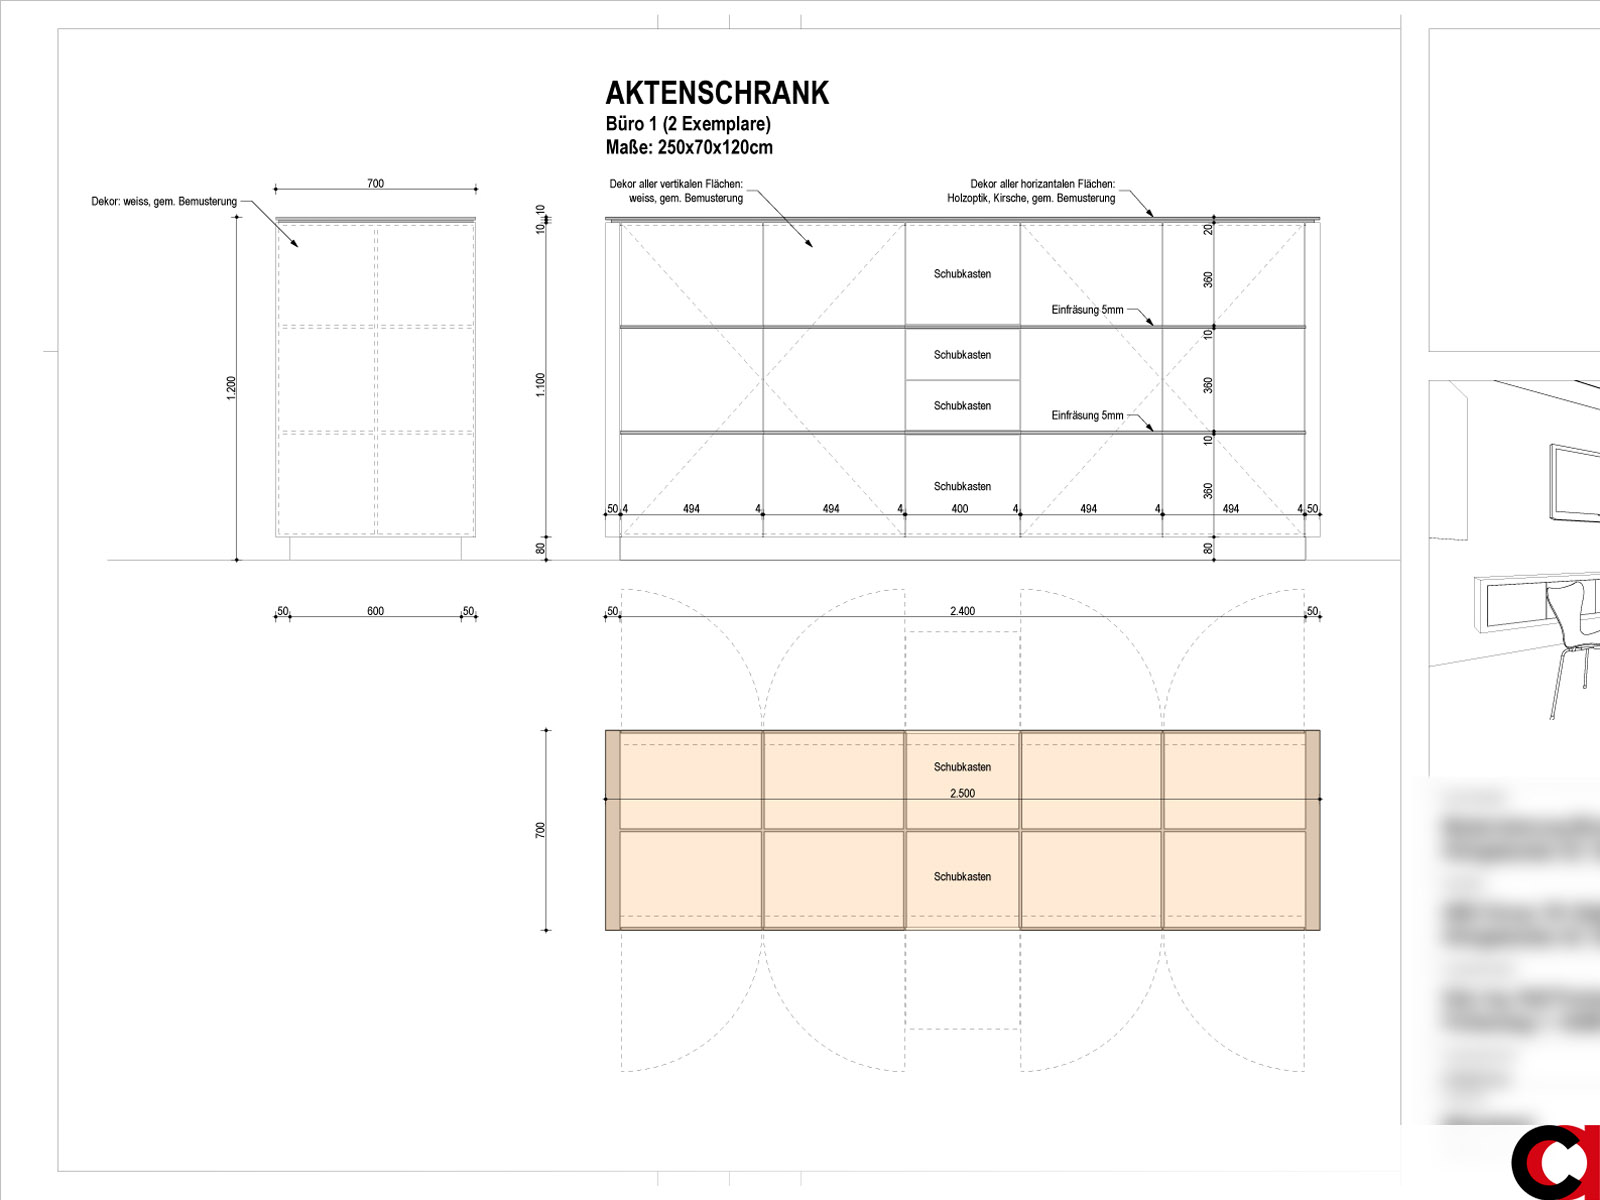 AKTENSCHRANK
Büro 1 (2 Exemplare)
Maße: 250x70x120cm
Dekor: weiss, gem. Bemusterung
700
Dekor aller vertikalen Flächen:
weiss, gem. Bemusterung
Dekor aller horizantalen Flächen:
Holzoptik, Kirsche, gem. Bemusterung
1.200
10
10
1.100
80
Schubkasten
Einfräsung 5mm
Schubkasten
Schubkasten
Einfräsung 5mm
Schubkasten
20
360
10
360
10
360
80
50 4 494 4 494 4 400 4 494 4 494 4 50
50 600 50
50 2.400 50
700
Schubkasten
2.500
Schubkasten
ca